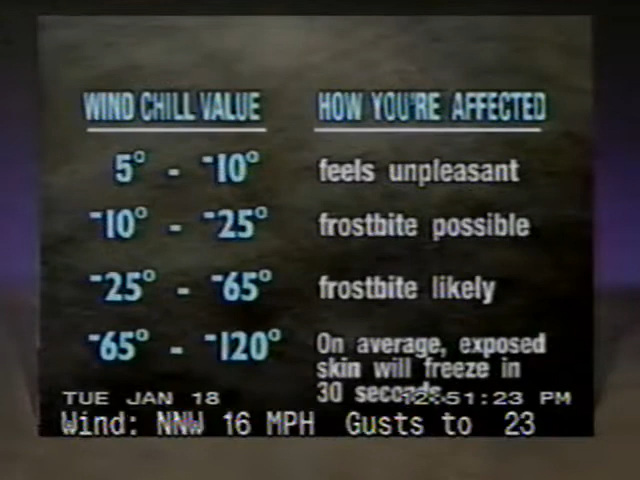 WIND CHILL VALUE HOW YOU'RE AFFECTED
5° - -10° feels unpleasant
-10° - -25° frostbite possible
-25° - -65° frostbite likely
-65° - -120° On average, exposed
skin will freeze in
30 seconds.
TUE JAN 18 12:51:23 PM
Wind: NNW 16 MPH Gusts to 23